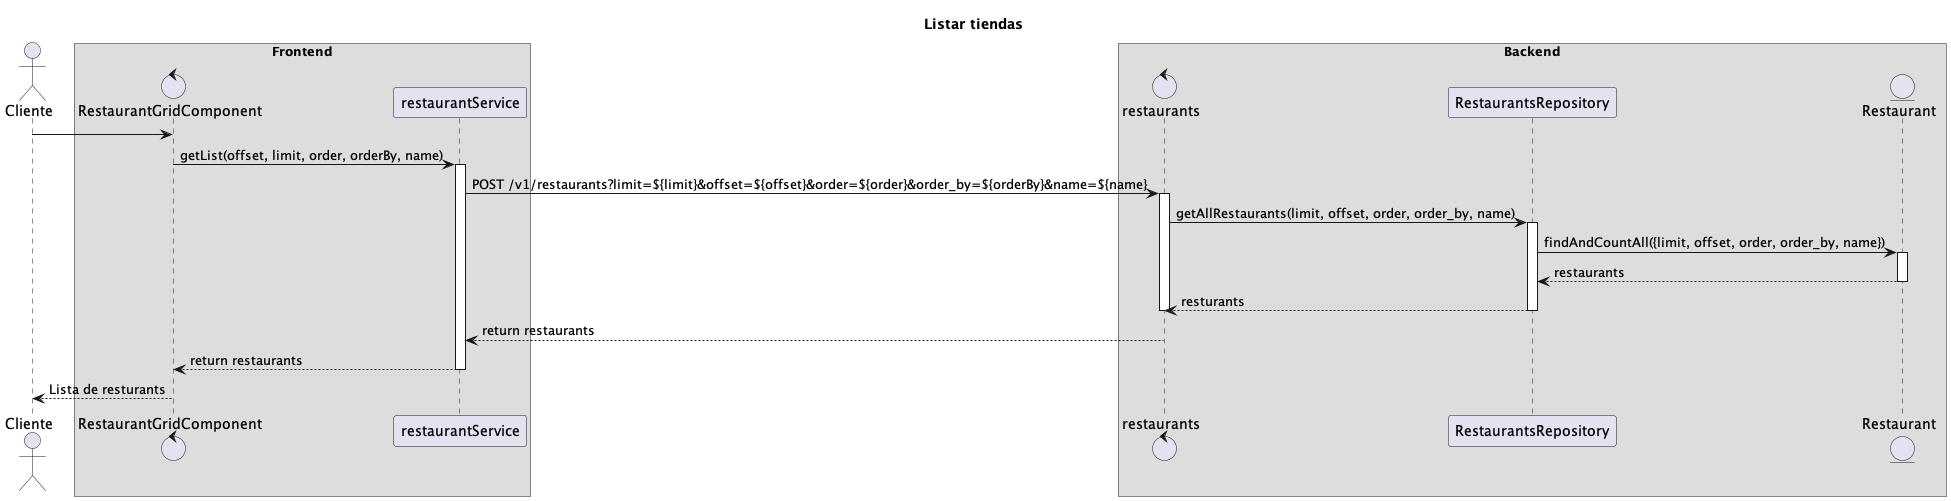 Listar tiendas
Frontend
Backend
Cliente
RestaurantGridComponent
restaurantService
restaurants
RestaurantsRepository
Restaurant
getList(offset, limit, order, orderBy, name)
POST /v1/restaurants?limit=${limit}&offset=${offset}&order=${order}&order_by=${orderBy}&name=${name}
getAllRestaurants(limit, offset, order, order_by, name)
findAndCountAll({limit, offset, order, order_by, name})
restaurants
resturants
return restaurants
return restaurants
Lista de resturants
Cliente
RestaurantGridComponent
restaurantService
restaurants
RestaurantsRepository
Restaurant